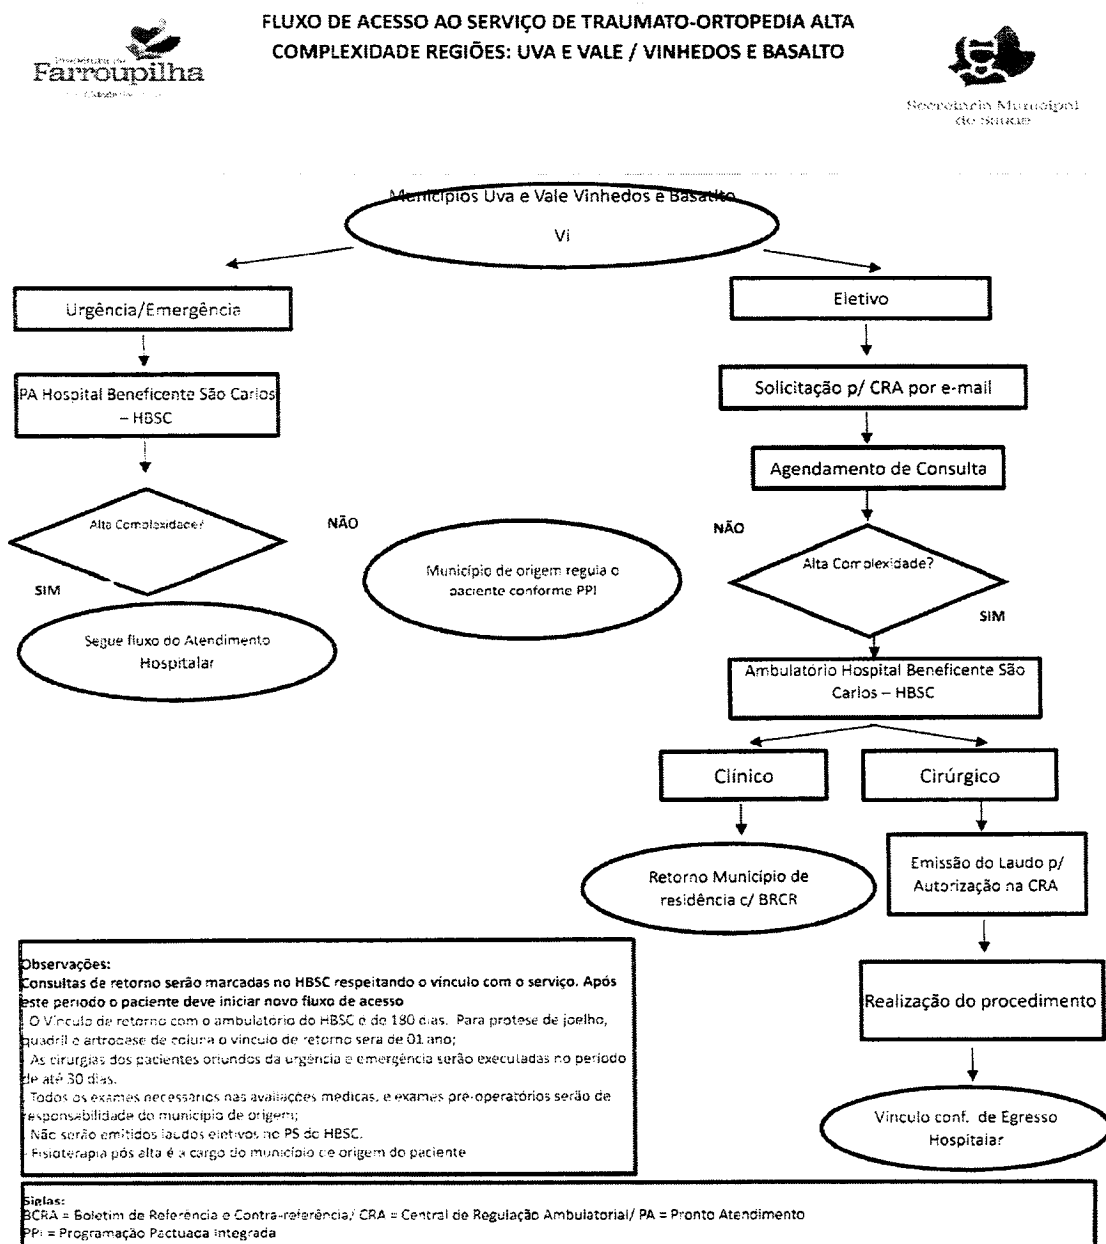 FLUXO DE ACESSO AO SERVIÇO DE TRAUMATO-ORTOPEDIA ALTA
COMPLEXIDADE REGIÕES: UVA E VALE / VINHEDOS E BASALTO
Farroupilha
Secretaria Municipal
de Saúde
Municípios Uva e Vale Vinhedos e Basatlto
Vi
Urgência/Emergência
Eletivo
PA Hospital Beneficente São Carlos
– HBSC
Solicitação p/ CRA por e-mail
Agendamento de Consulta
Alta Complexidade?
NÃO
SIM
Município de origem regula o
paciente conforme PPI
NÃO
Alta Complexidade?
SIM
Segue fluxo do Atendimento
Hospitalar
Ambulatório Hospital Beneficente São
Carlos – HBSC
Clínico
Cirúrgico
Retorno Município de
residência c/ BRCR
Emissão do Laudo p/
Autorização na CRA
Realização do procedimento
Vínculo conf. de Egresso
Hospitalar
Observações:
Consultas de retorno serão marcadas no HBSC respeitando o vínculo com o serviço. Após
este período o paciente deve iniciar novo fluxo de acesso
O Vínculo de retorno com o ambulatório do HBSC é de 180 dias. Para prótese de joelho,
quadril e artrodese de coluna o vínculo de retorno será de 01 ano;
As cirurgias dos pacientes oriundos da urgência e emergência serão executadas no período
de até 30 dias.
Todos os exames necessários nas avaliações médicas, e exames pré-operatórios serão de
responsabilidade do município de origem;
Não serão emitidos laudos eletivos no PS do HBSC.
- Fisioterapia pós alta é a cargo do município de origem do paciente
Siglas:
BCRA = Boletim de Referência e Contra-referência/ CRA = Central de Regulação Ambulatorial/ PA = Pronto Atendimento
PPI = Programação Pactuada Integrada